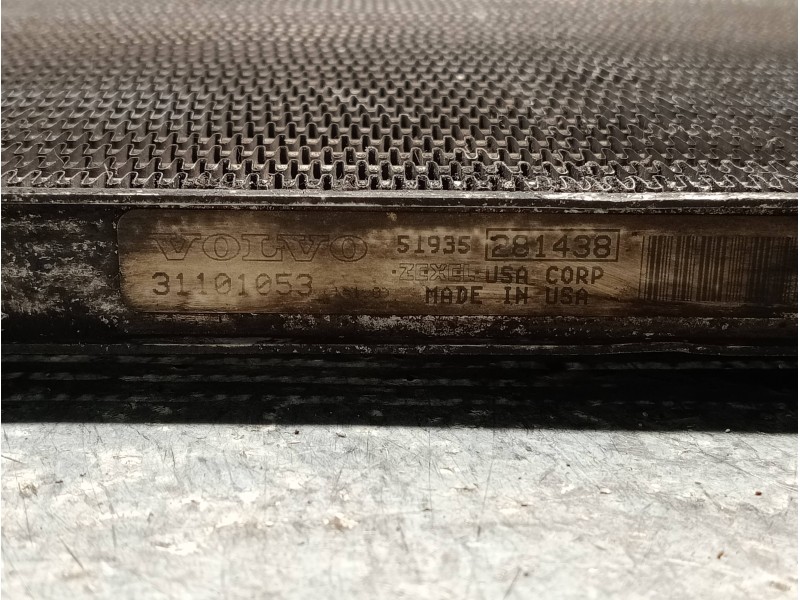 VOLVO 51935 281438
31101053 ZEXEL USA CORP
MADE IN USA